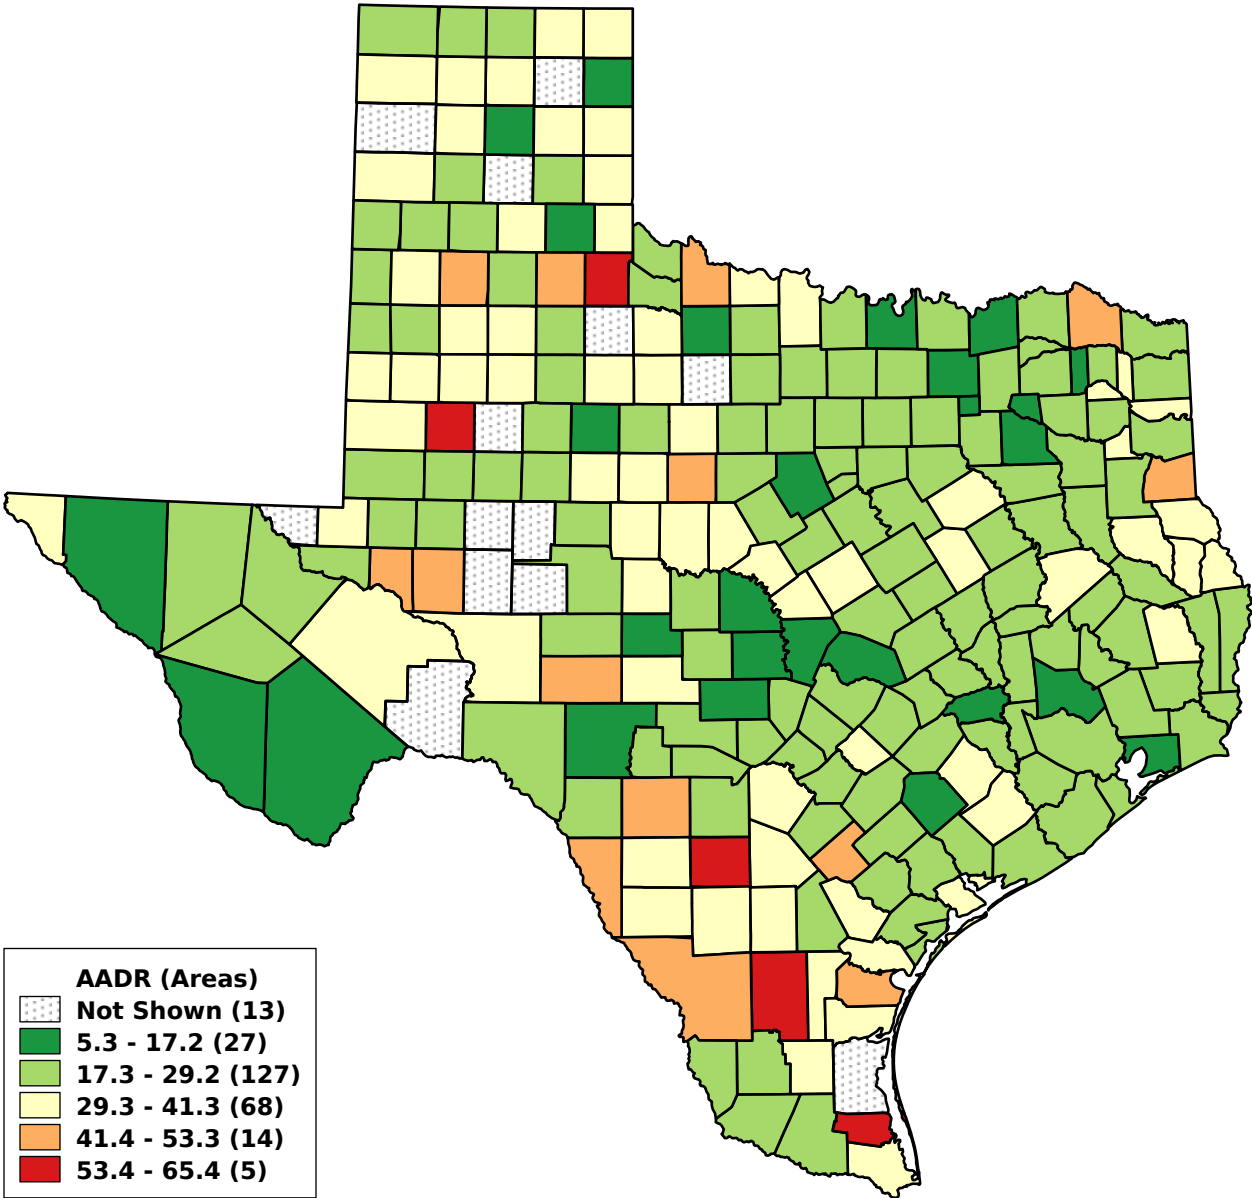 AADR (Areas)
Not Shown (13)
5.3 - 17.2 (27)
17.3 - 29.2 (127)
29.3 - 41.3 (68)
41.4 - 53.3 (14)
53.4 - 65.4 (5)